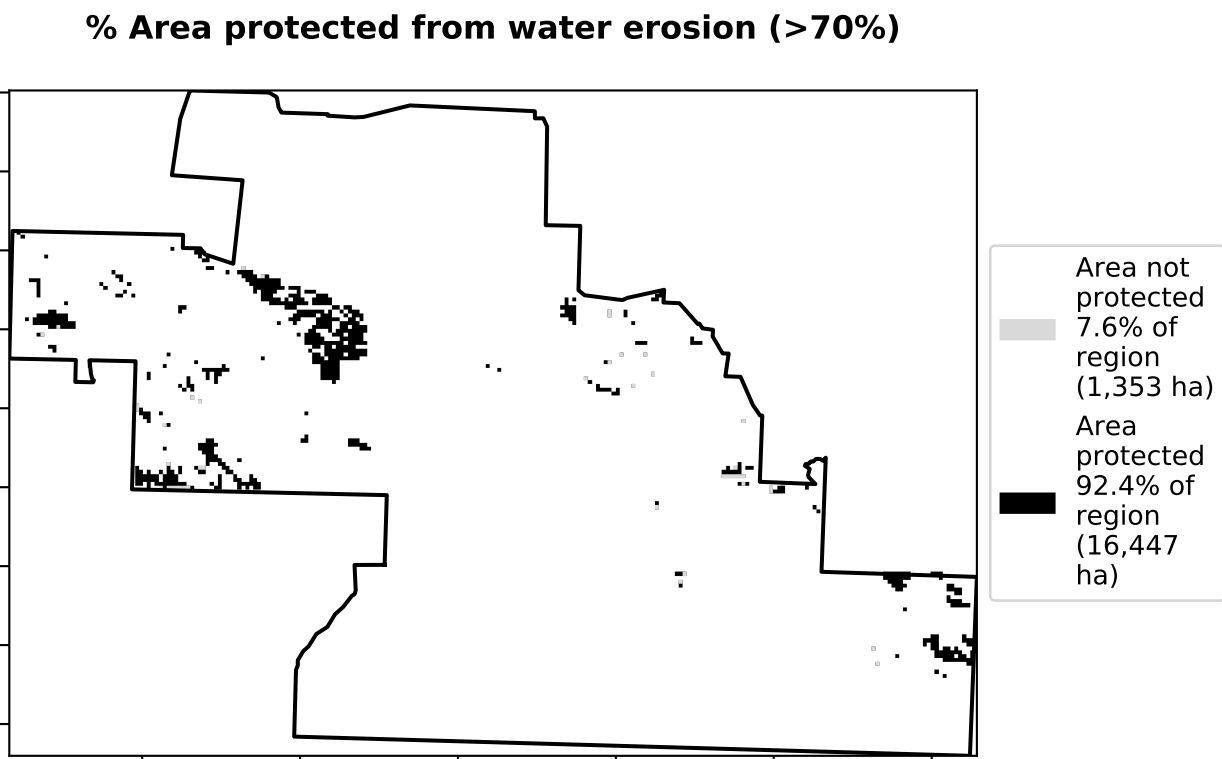 % Area protected from water erosion (>70%)
Area not
protected
7.6% of
region
(1,353 ha)
Area
protected
92.4% of
region
(16,447
ha)